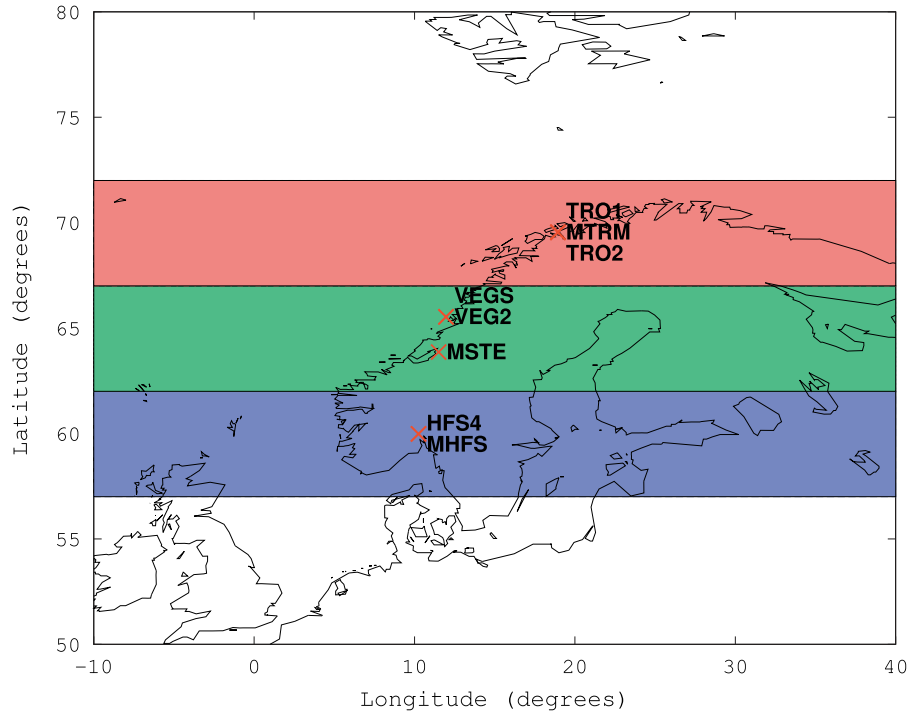 80
75
70
65
60
55
50
Latitude (degrees)
TRO1
MTRM
TRO2
VEGS
VEG2
MSTE
HFS4
MHFS
−10
0
10
20
30
40
Longitude (degrees)